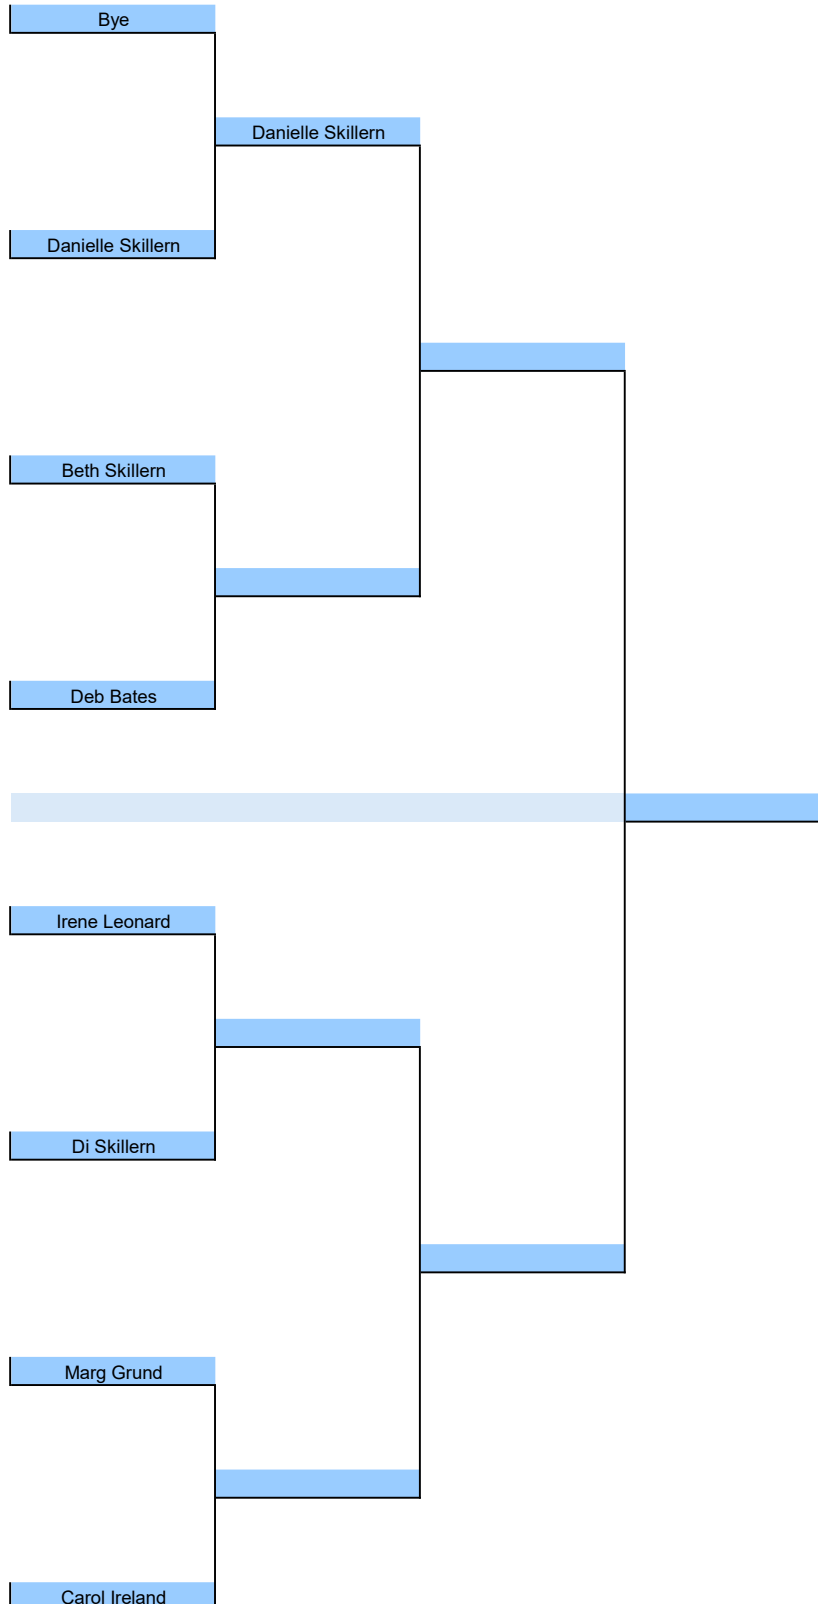 Bye
Danielle Skillern
Danielle Skillern
Beth Skillern
Deb Bates
Irene Leonard
Di Skillern
Marg Grund
Carol Ireland